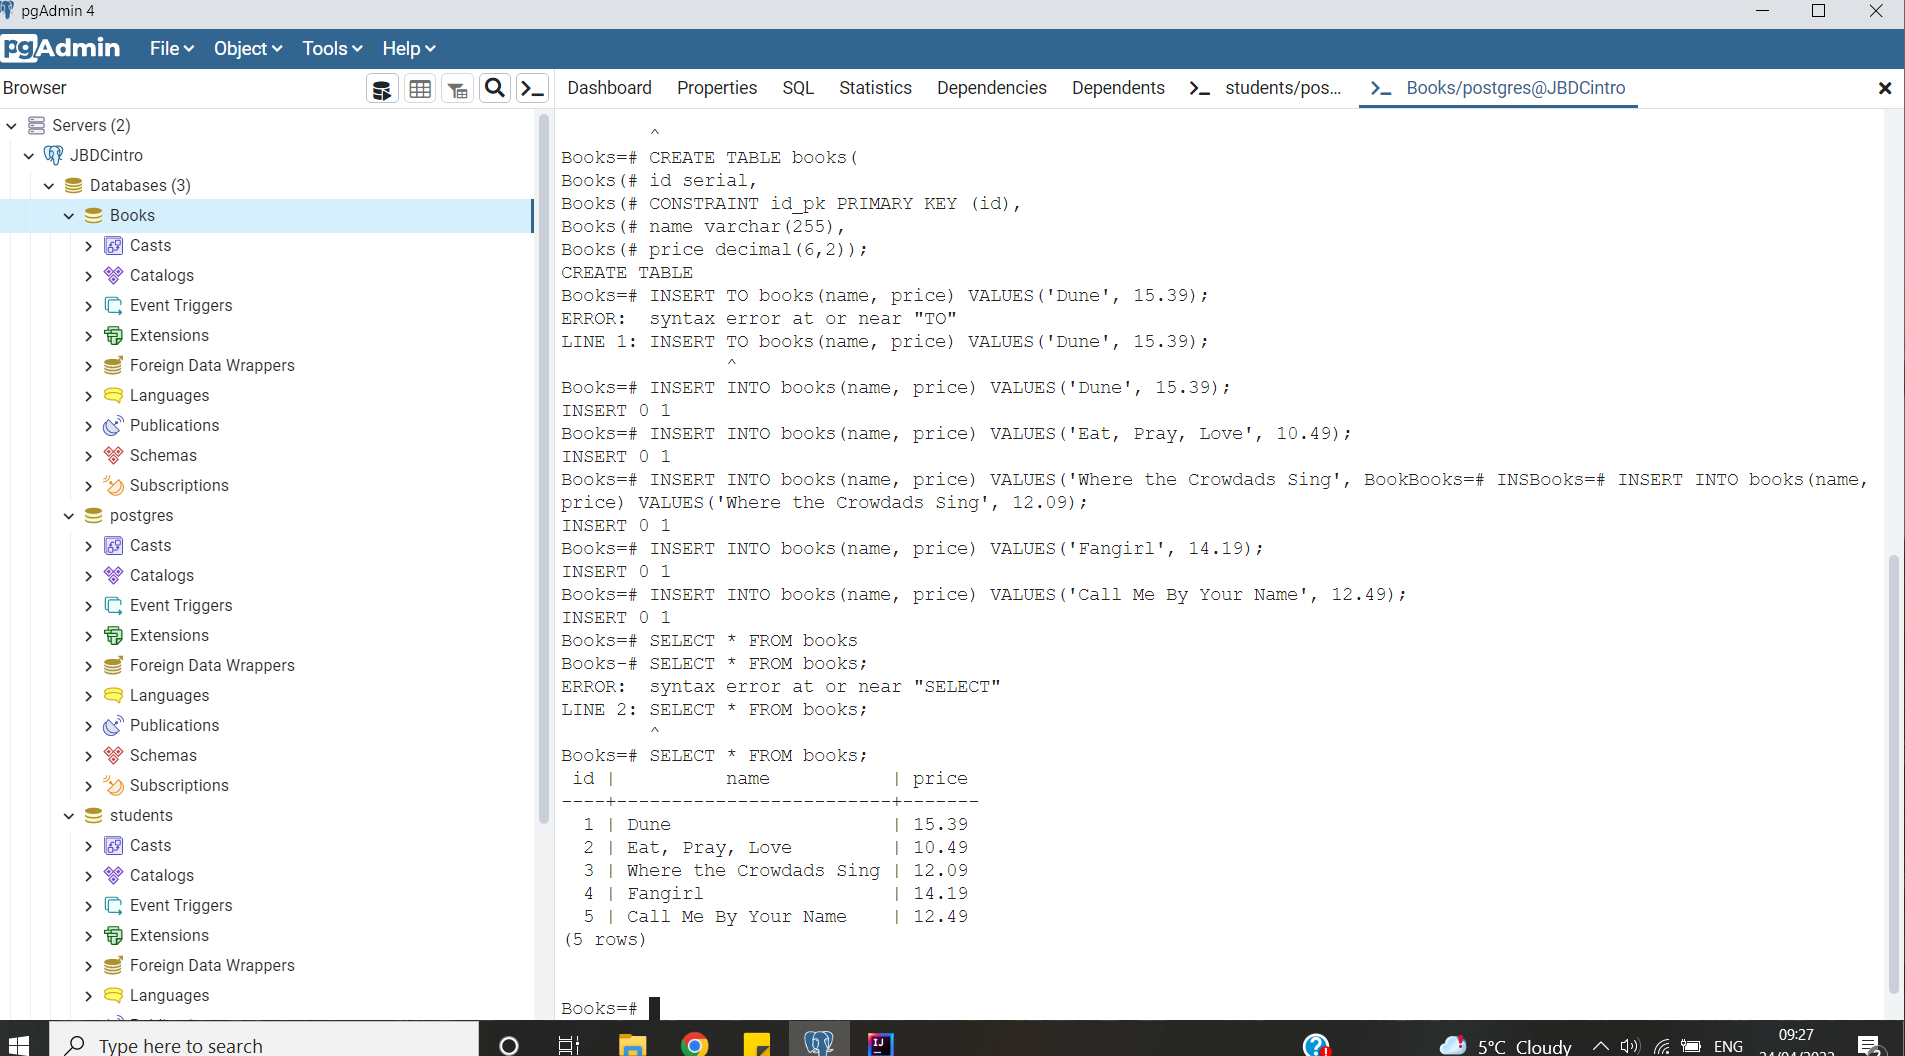 pgAdmin 4
pgAdmin File Object Tools Help
Browser
Dashboard Properties SQL Statistics Dependencies Dependents students/pos... Books/postgres@JBDCintro
Servers (2)
JBDCintro
Databases (3)
Books
Casts
Catalogs
Event Triggers
Extensions
Foreign Data Wrappers
Languages
Publications
Schemas
Subscriptions
postgres
Casts
Catalogs
Event Triggers
Extensions
Foreign Data Wrappers
Languages
Publications
Schemas
Subscriptions
students
Casts
Catalogs
Event Triggers
Extensions
Foreign Data Wrappers
Languages
^
Books=# CREATE TABLE books(
Books(# id serial,
Books(# CONSTRAINT id_pk PRIMARY KEY (id),
Books(# name varchar(255),
Books(# price decimal(6,2));
CREATE TABLE
Books=# INSERT TO books(name, price) VALUES('Dune', 15.39);
ERROR:  syntax error at or near "TO"
LINE 1: INSERT TO books(name, price) VALUES('Dune', 15.39);
^
Books=# INSERT INTO books(name, price) VALUES('Dune', 15.39);
INSERT 0 1
Books=# INSERT INTO books(name, price) VALUES('Eat, Pray, Love', 10.49);
INSERT 0 1
Books=# INSERT INTO books(name, price) VALUES('Where the Crowdads Sing', BookBooks=# INSBooks=# INSERT INTO books(name,
price) VALUES('Where the Crowdads Sing', 12.09);
INSERT 0 1
Books=# INSERT INTO books(name, price) VALUES('Fangirl', 14.19);
INSERT 0 1
Books=# INSERT INTO books(name, price) VALUES('Call Me By Your Name', 12.49);
INSERT 0 1
Books=# SELECT * FROM books
Books-# SELECT * FROM books;
ERROR:  syntax error at or near "SELECT"
LINE 2: SELECT * FROM books;
^
Books=# SELECT * FROM books;
id | name | price
----+-------------------------+-------
1 | Dune | 15.39
2 | Eat, Pray, Love | 10.49
3 | Where the Crowdads Sing | 12.09
4 | Fangirl | 14.19
5 | Call Me By Your Name | 12.49
(5 rows)
Books=#
Type here to search
5°C Cloudy
ENG
09:27